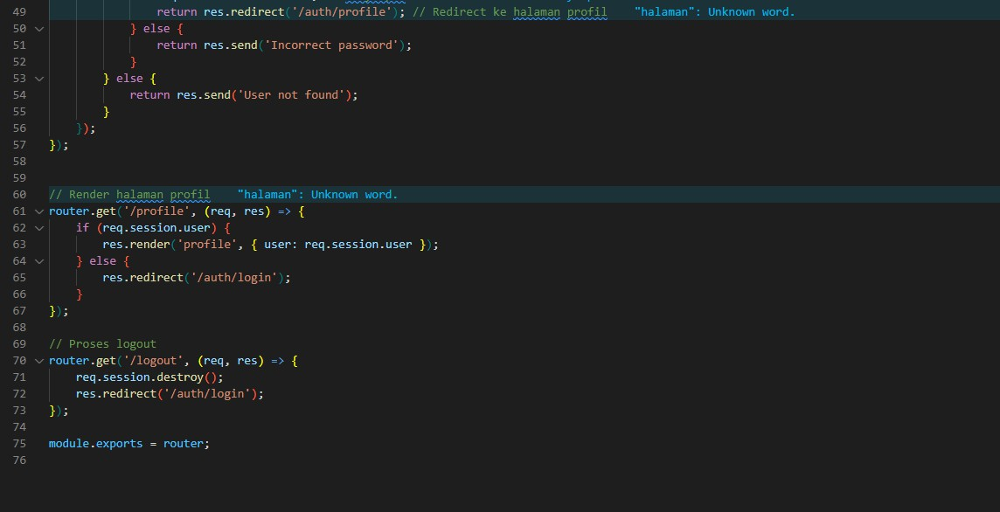 49 return res.redirect('/auth/profile'); // Redirect ke halaman profil "halaman": Unknown word.
50 } else {
51 return res.send('Incorrect password');
52 }
53 } else {
54 return res.send('User not found');
55 }
56 });
57 });
58
59
60 // Render halaman profil "halaman": Unknown word.
61 router.get('/profile', (req, res) => {
62 if (req.session.user) {
63 res.render('profile', { user: req.session.user });
64 } else {
65 res.redirect('/auth/login');
66 }
67 });
68
69 // Proses logout
70 router.get('/logout', (req, res) => {
71 req.session.destroy();
72 res.redirect('/auth/login');
73 });
74
75 module.exports = router;
76